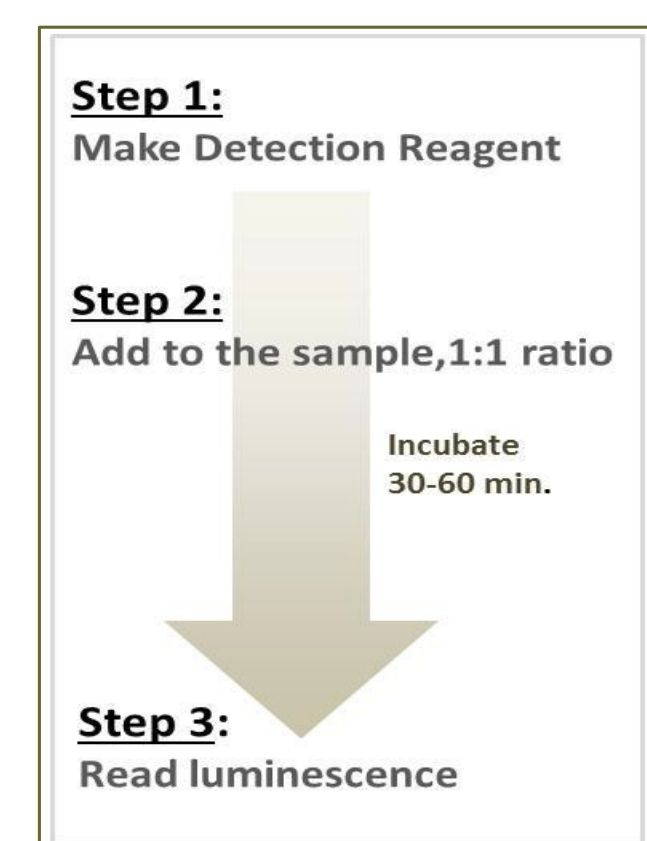 Step 1:
Make Detection Reagent
Step 2:
Add to the sample,1:1 ratio
Incubate
30-60 min.
Step 3:
Read luminescence